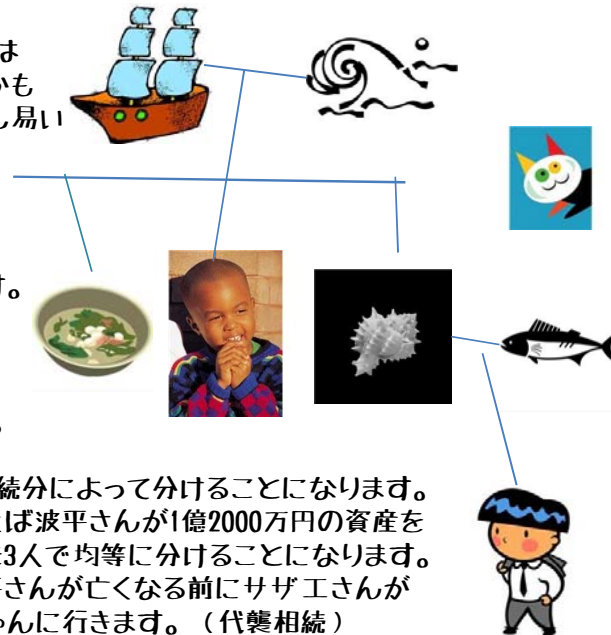 は
かも
し易い
す。
続分によって分けることになります。
ば波平さんが1億2000万円の資産を
3人で均等に分けることになります。
さんが亡くなる前にサザエさんが
ゃんに行きます。（代襲相続）